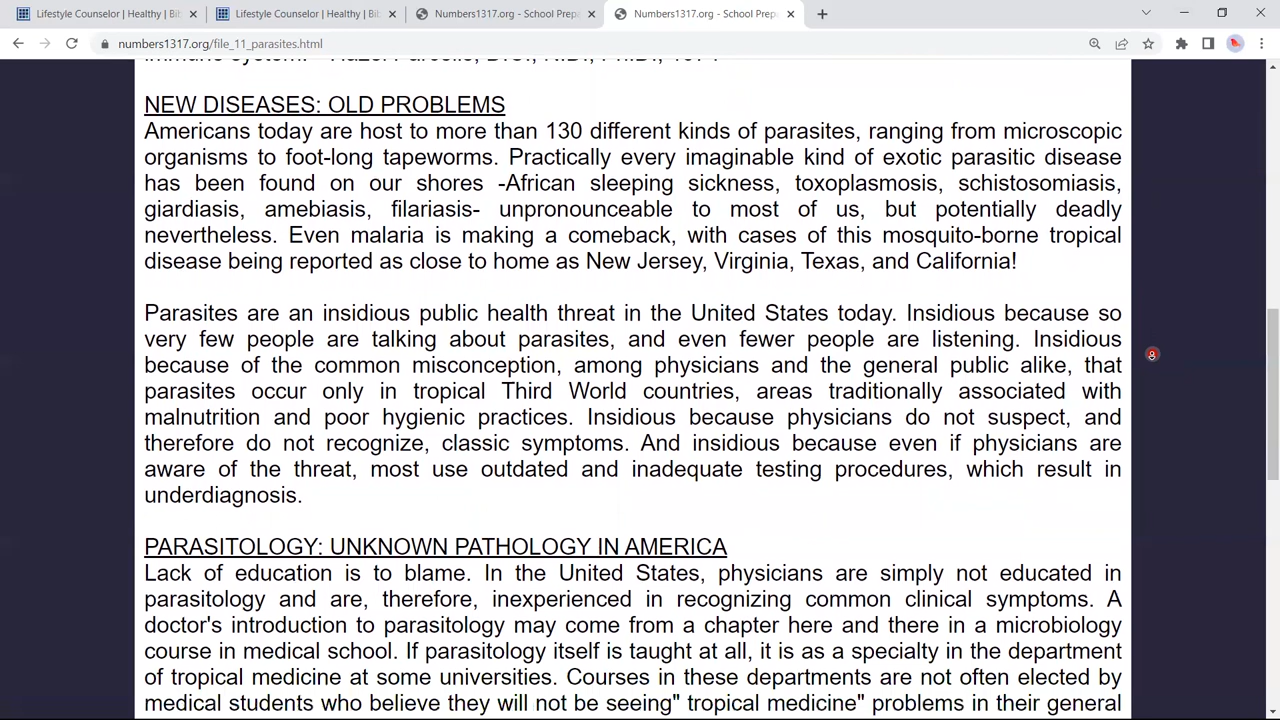 Lifestyle Counselor | Healthy | Bib
Lifestyle Counselor | Healthy | Bib
Numbers1317.org - School Prep
Numbers1317.org - School Prep
numbers1317.org/file_11_parasites.html
NEW DISEASES: OLD PROBLEMS
Americans today are host to more than 130 different kinds of parasites, ranging from microscopic
organisms to foot-long tapeworms. Practically every imaginable kind of exotic parasitic disease
has been found on our shores -African sleeping sickness, toxoplasmosis, schistosomiasis,
giardiasis, amebiasis, filariasis- unpronounceable to most of us, but potentially deadly
nevertheless. Even malaria is making a comeback, with cases of this mosquito-borne tropical
disease being reported as close to home as New Jersey, Virginia, Texas, and California!
Parasites are an insidious public health threat in the United States today. Insidious because so
very few people are talking about parasites, and even fewer people are listening. Insidious
because of the common misconception, among physicians and the general public alike, that
parasites occur only in tropical Third World countries, areas traditionally associated with
malnutrition and poor hygienic practices. Insidious because physicians do not suspect, and
therefore do not recognize, classic symptoms. And insidious because even if physicians are
aware of the threat, most use outdated and inadequate testing procedures, which result in
underdiagnosis.
PARASITOLOGY: UNKNOWN PATHOLOGY IN AMERICA
Lack of education is to blame. In the United States, physicians are simply not educated in
parasitology and are, therefore, inexperienced in recognizing common clinical symptoms. A
doctor's introduction to parasitology may come from a chapter here and there in a microbiology
course in medical school. If parasitology itself is taught at all, it is as a specialty in the department
of tropical medicine at some universities. Courses in these departments are not often elected by
medical students who believe they will not be seeing" tropical medicine" problems in their general